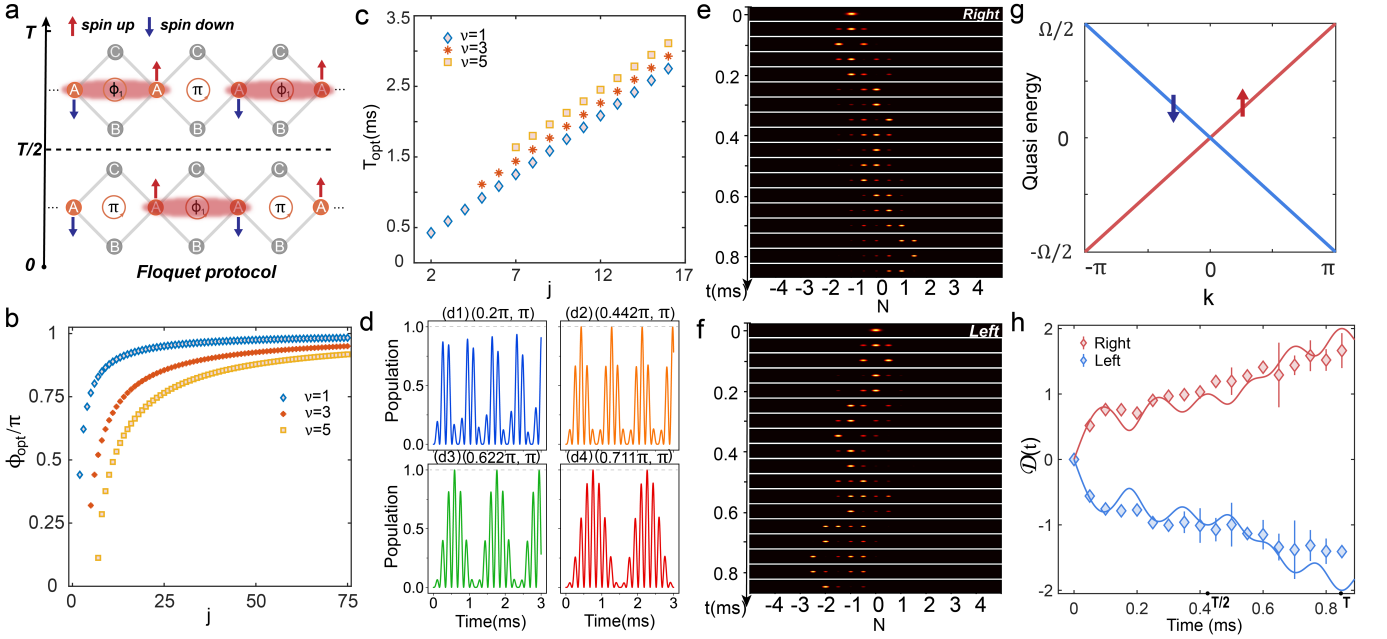 a
T
spin up
spin down
C C C
A ϕ1 A π A ϕ1 A ...
B B B
T/2
C C C
A π A ϕ1 A π A ...
B B B
0
Floquet protocol
b
ϕopt/π
1
0.75
0.5
0.25
0
ν=1
ν=3
ν=5
0 25 50 75
j
c
Topt(ms)
3.5
2.5
1.5
0.5
0
ν=1
ν=3
ν=5
2 7 12 17
j
d
(d1)(0.2π, π)
(d2)(0.442π, π)
Population
1.0
0.5
0.0
(d3)(0.622π, π)
(d4)(0.711π, π)
Population
1.0
0.5
0.0
0 1 2 3
0 1 2 3
Time(ms)
Time(ms)
e
Right
0
0.2
0.4
0.6
0.8
t(ms)
-4 -3 -2 -1 0 1 2 3 4
N
f
Left
0
0.2
0.4
0.6
0.8
t(ms)
-4 -3 -2 -1 0 1 2 3 4
N
g
Quasi energy
Ω/2
0
-Ω/2
-π 0 π
k
h
𝒟(t)
2
1
0
-1
-2
Right
Left
0 0.2 0.4 T/2 0.6 0.8 T
Time (ms)